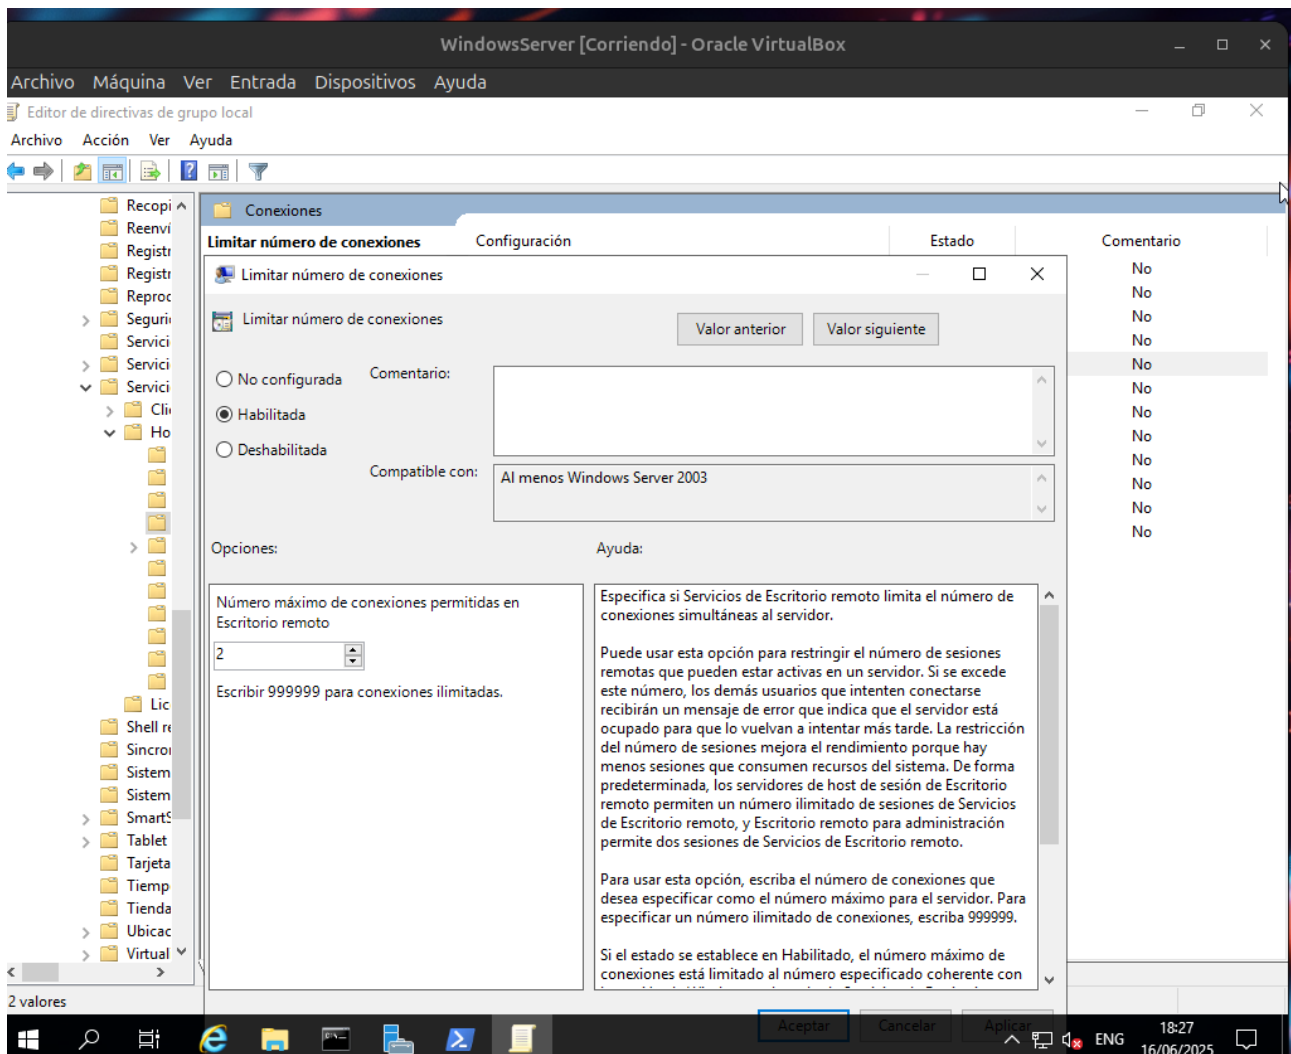 WindowsServer [Corriendo] - Oracle VirtualBox
Archivo Máquina Ver Entrada Dispositivos Ayuda
Editor de directivas de grupo local
Archivo Acción Ver Ayuda
Recopi
Reenví
Registr
Registr
Reproc
Seguri
Servici
Servici
Servici
Cli
Ho
Lic
Shell re
Sincror
Sistem
Sistem
SmartS
Tablet
Tarjeta
Tiemp
Tienda
Ubicac
Virtual
2 valores
Conexiones
Limitar número de conexiones
Configuración Estado Comentario
No
No
No
No
No
No
No
No
No
No
No
No
Limitar número de conexiones
Limitar número de conexiones
Valor anterior Valor siguiente
No configurada
Habilitada
Deshabilitada
Comentario:
Compatible con:
Al menos Windows Server 2003
Opciones:
Número máximo de conexiones permitidas en
Escritorio remoto
2
Escribir 999999 para conexiones ilimitadas.
Ayuda:
Especifica si Servicios de Escritorio remoto limita el número de
conexiones simultáneas al servidor.
Puede usar esta opción para restringir el número de sesiones
remotas que pueden estar activas en un servidor. Si se excede
este número, los demás usuarios que intenten conectarse
recibirán un mensaje de error que indica que el servidor está
ocupado para que lo vuelvan a intentar más tarde. La restricción
del número de sesiones mejora el rendimiento porque hay
menos sesiones que consumen recursos del sistema. De forma
predeterminada, los servidores de host de sesión de Escritorio
remoto permiten un número ilimitado de sesiones de Servicios
de Escritorio remoto, y Escritorio remoto para administración
permite dos sesiones de Servicios de Escritorio remoto.
Para usar esta opción, escriba el número de conexiones que
desea especificar como el número máximo para el servidor. Para
especificar un número ilimitado de conexiones, escriba 999999.
Si el estado se establece en Habilitado, el número máximo de
conexiones está limitado al número especificado coherente con
Aceptar Cancelar Aplicar
ENG
18:27
16/06/2025